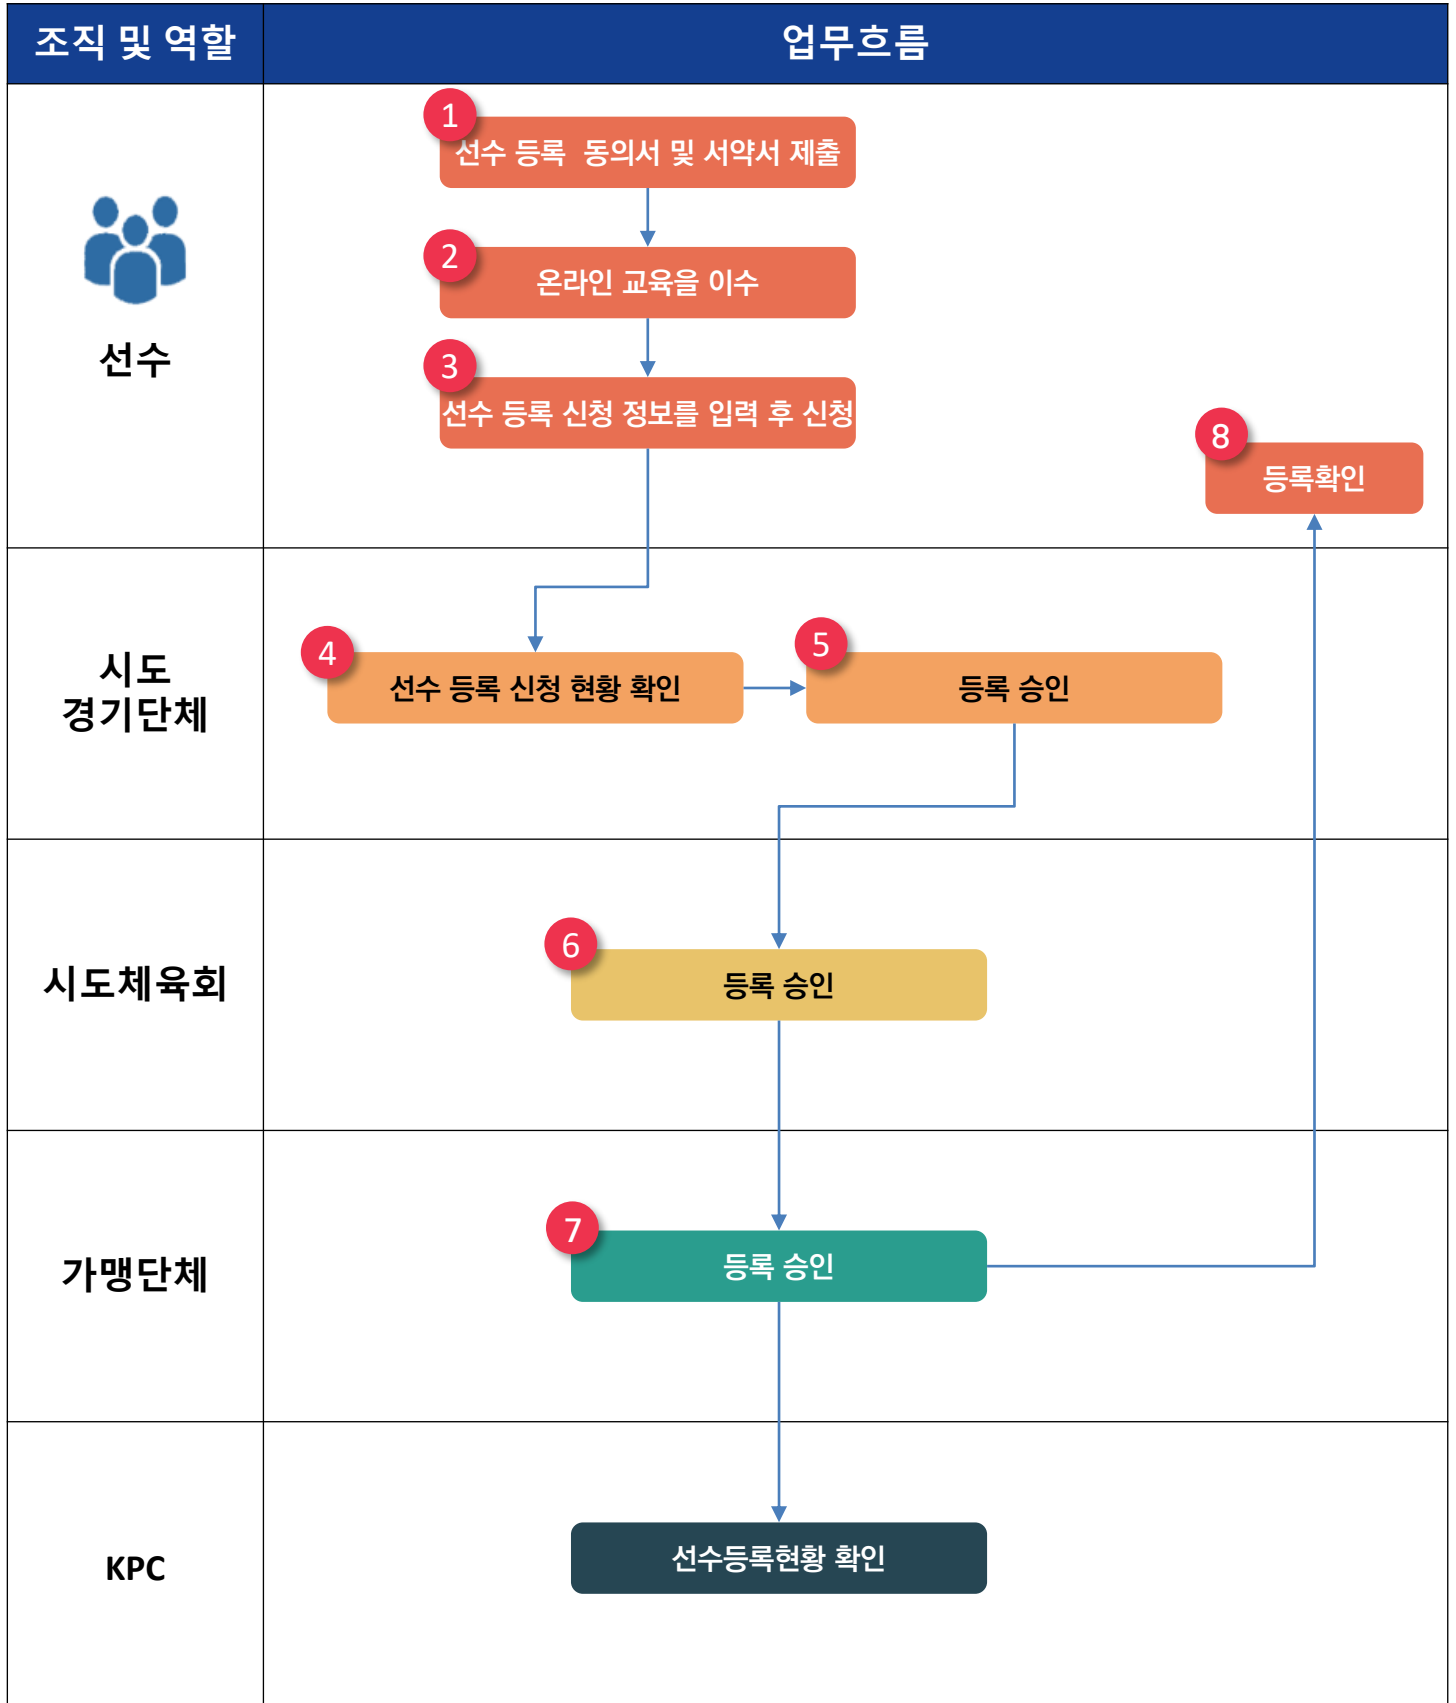 조직 및 역할
업무흐름
1
선수 등록 동의서 및 서약서 제출
2
온라인 교육을 이수
선수
3
선수 등록 신청 정보를 입력 후 신청
8
등록확인
시도
경기단체
4
선수 등록 신청 현황 확인
5
등록 승인
시도체육회
6
등록 승인
가맹단체
7
등록 승인
KPC
선수등록현황 확인